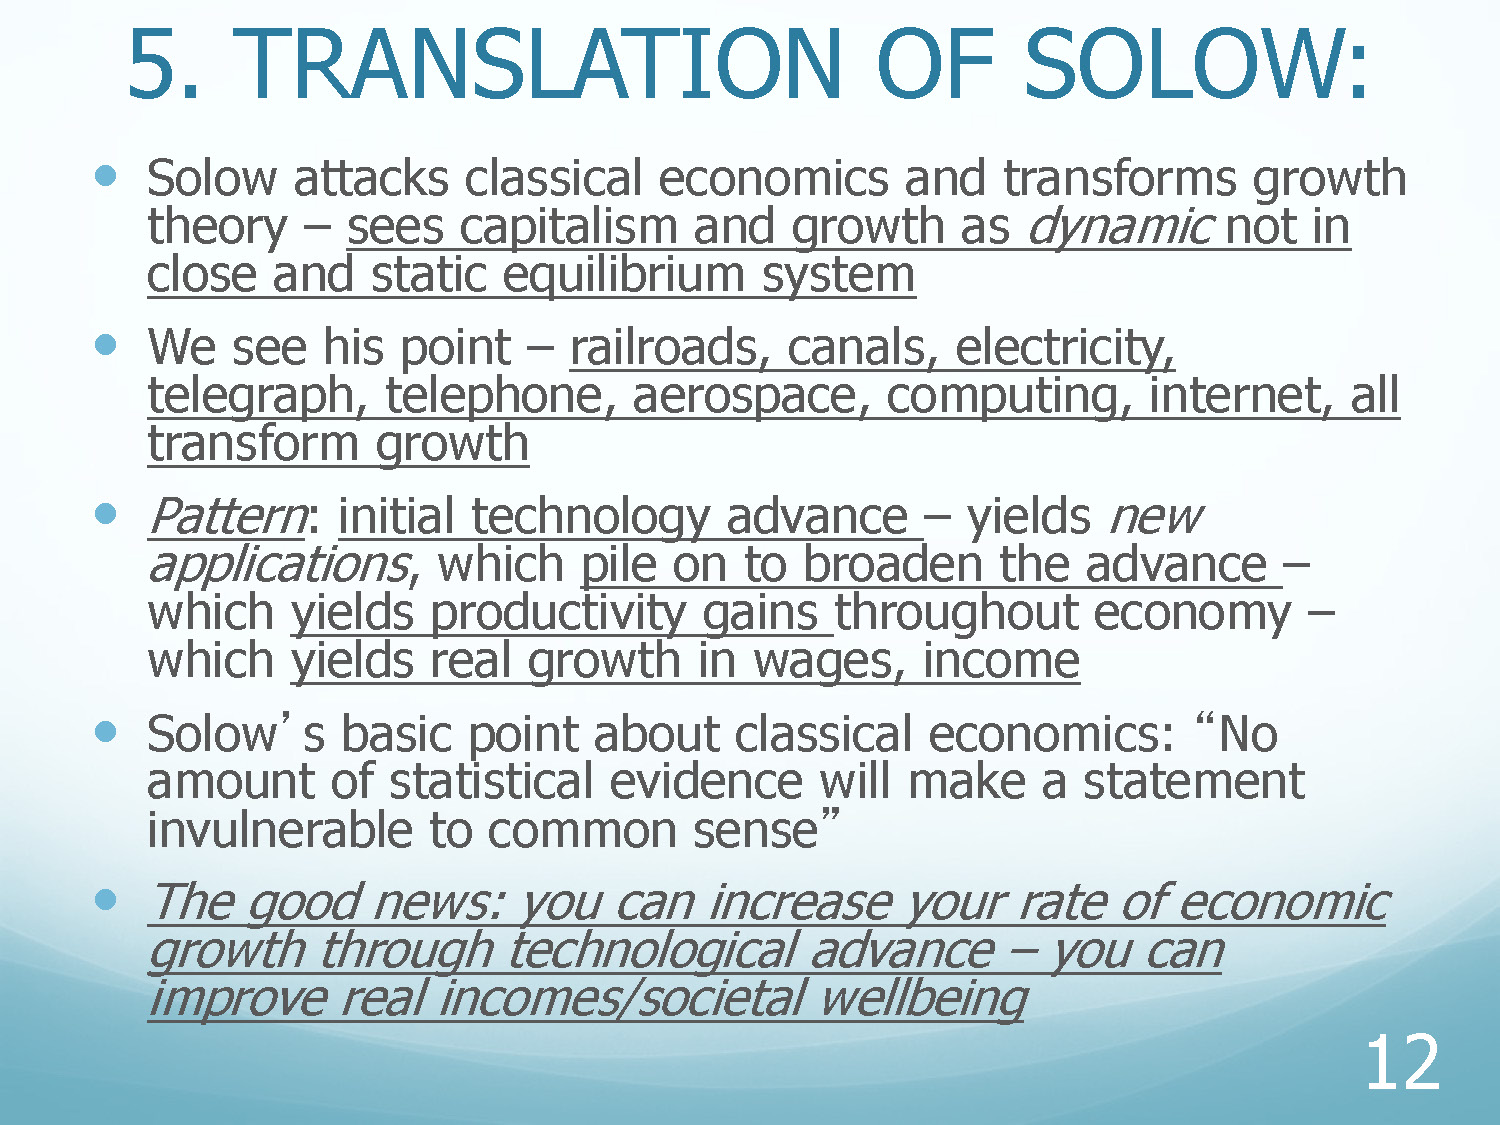 5. TRANSLATION OF SOLOW:
Solow attacks classical economics and transforms growth
theory – sees capitalism and growth as dynamic not in
close and static equilibrium system
We see his point – railroads, canals, electricity,
telegraph, telephone, aerospace, computing, internet, all
transform growth
Pattern: initial technology advance – yields new
applications, which pile on to broaden the advance –
which yields productivity gains throughout economy –
which yields real growth in wages, income
Solow’s basic point about classical economics: “No
amount of statistical evidence will make a statement
invulnerable to common sense”
The good news: you can increase your rate of economic
growth through technological advance – you can
improve real incomes/societal wellbeing
12